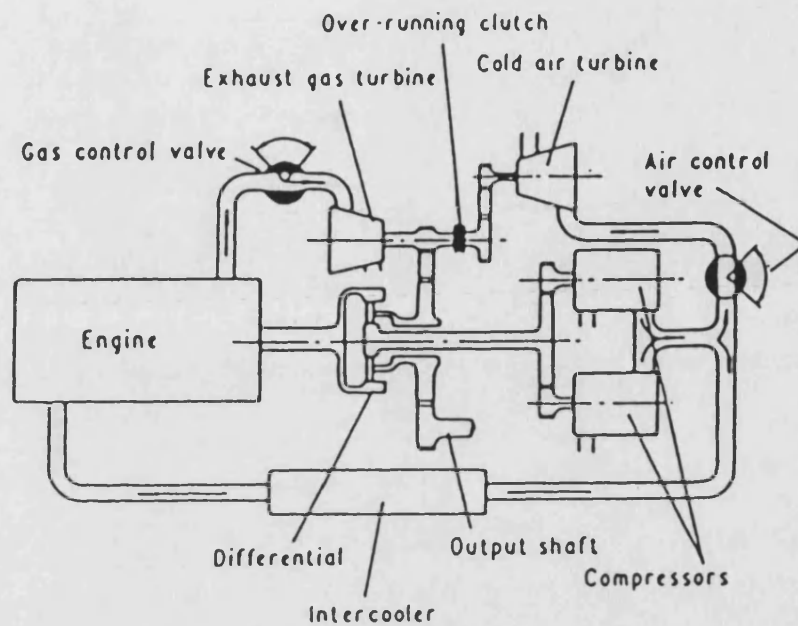 Over-running clutch
Cold air turbine
Exhaust gas turbine
Gas control valve
Air control
valve
Engine
Differential
Output shaft
Compressors
Intercooler